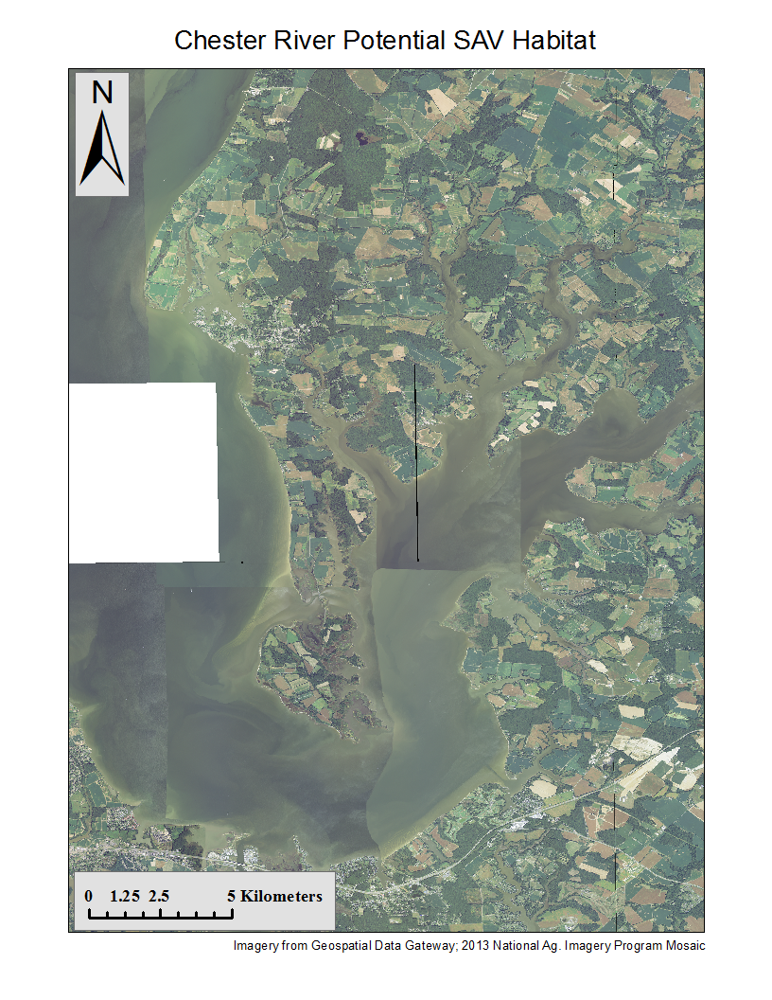 Chester River Potential SAV Habitat
N
0 1.25 2.5 5 Kilometers
Imagery from Geospatial Data Gateway; 2013 National Ag. Imagery Program Mosaic